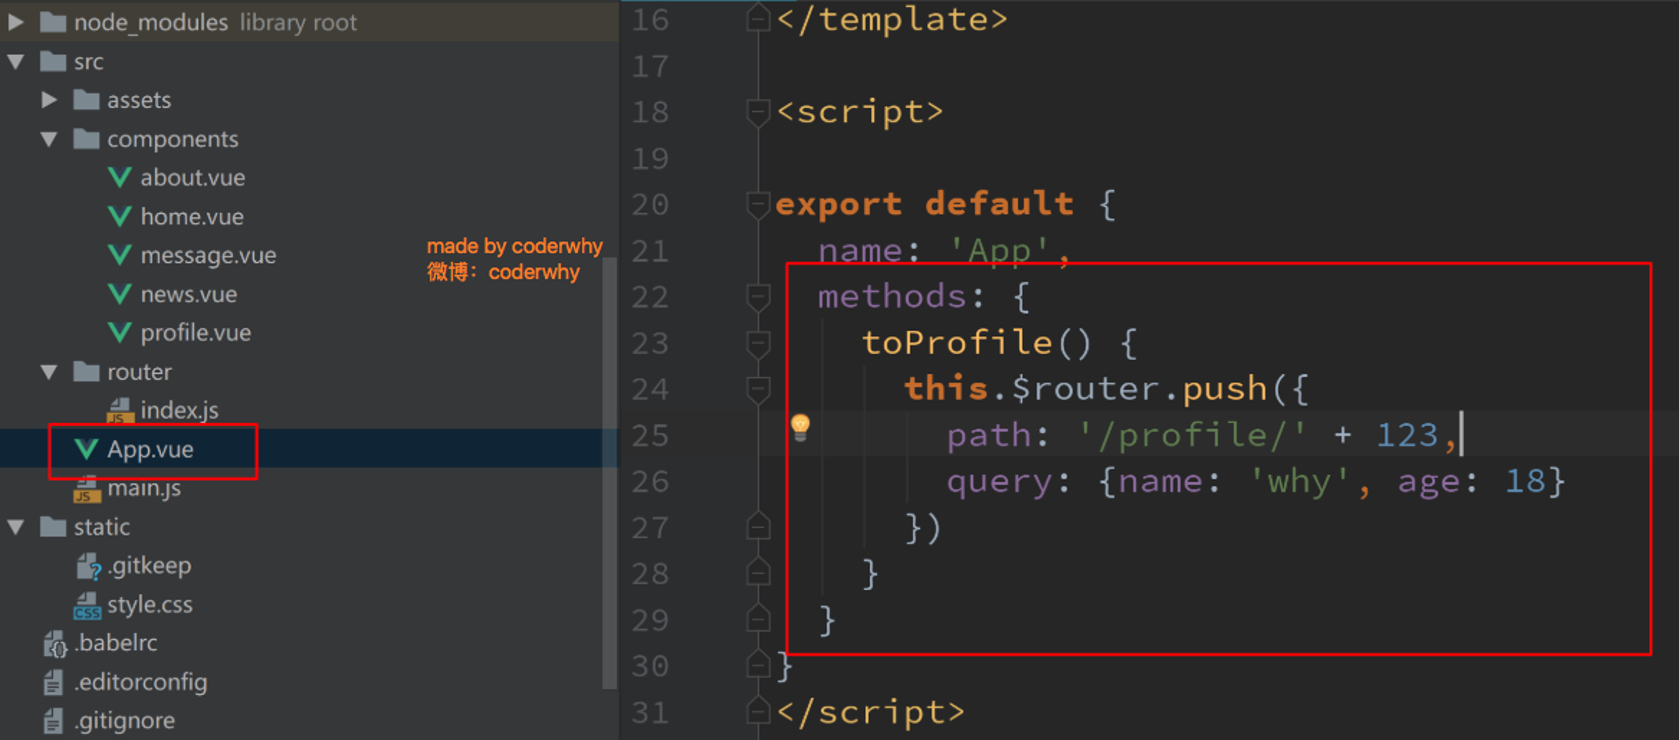 node_modules library root
src
assets
components
about.vue
home.vue
message.vue
news.vue
profile.vue
router
index.js
App.vue
main.js
static
.gitkeep
style.css
.babelrc
.editorconfig
.gitignore
made by coderwhy
微博：coderwhy
16 </template>
17
18 <script>
19
20 export default {
21   name: 'App',
22   methods: {
23     toProfile() {
24       this.$router.push({
25         path: '/profile/' + 123,
26         query: {name: 'why', age: 18}
27       })
28     }
29   }
30 }
31 </script>